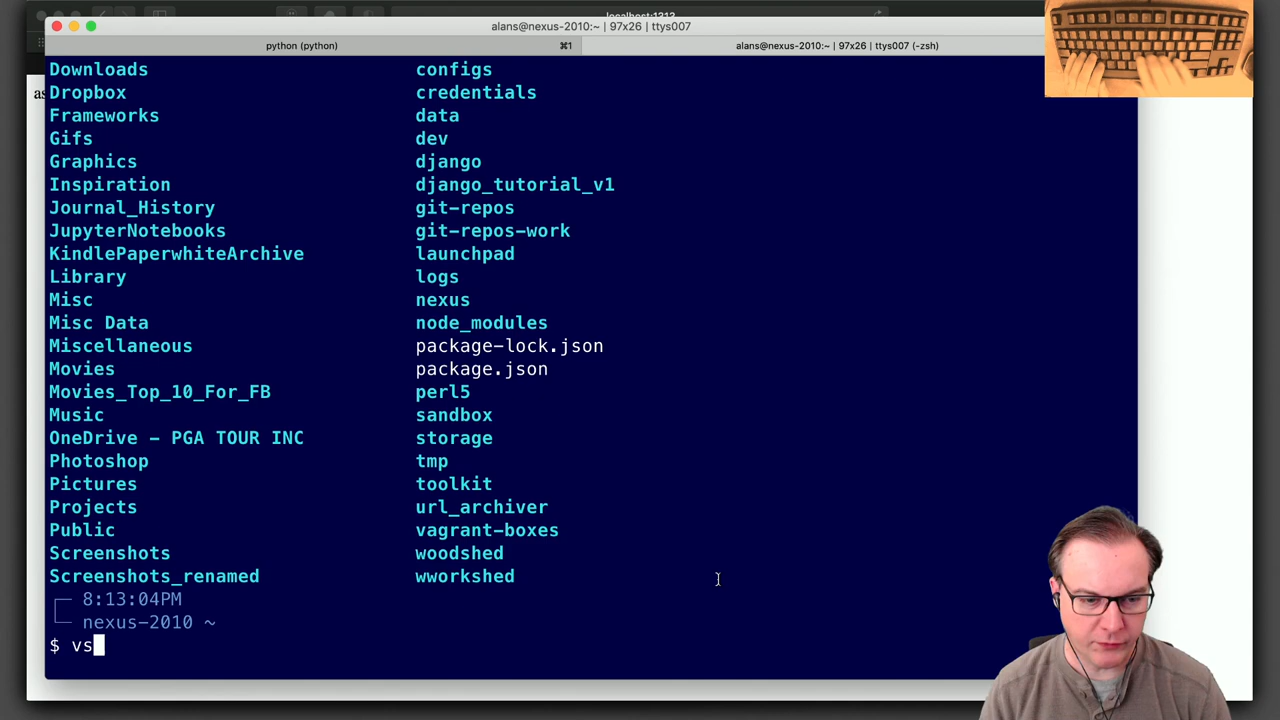 localhost:1313
alans@nexus-2010:~ | 97x26 | ttys007
python (python) ⌘1 alans@nexus-2010:~ | 97x26 | ttys007 (-zsh)
as
Downloads configs
Dropbox credentials
Frameworks data
Gifs dev
Graphics django
Inspiration django_tutorial_v1
Journal_History git-repos
JupyterNotebooks git-repos-work
KindlePaperwhiteArchive launchpad
Library logs
Misc nexus
Misc Data node_modules
Miscellaneous package-lock.json
Movies package.json
Movies_Top_10_For_FB perl5
Music sandbox
OneDrive - PGA TOUR INC storage
Photoshop tmp
Pictures toolkit
Projects url_archiver
Public vagrant-boxes
Screenshots woodshed
Screenshots_renamed wworkshed
8:13:04PM
nexus-2010 ~
$ vs